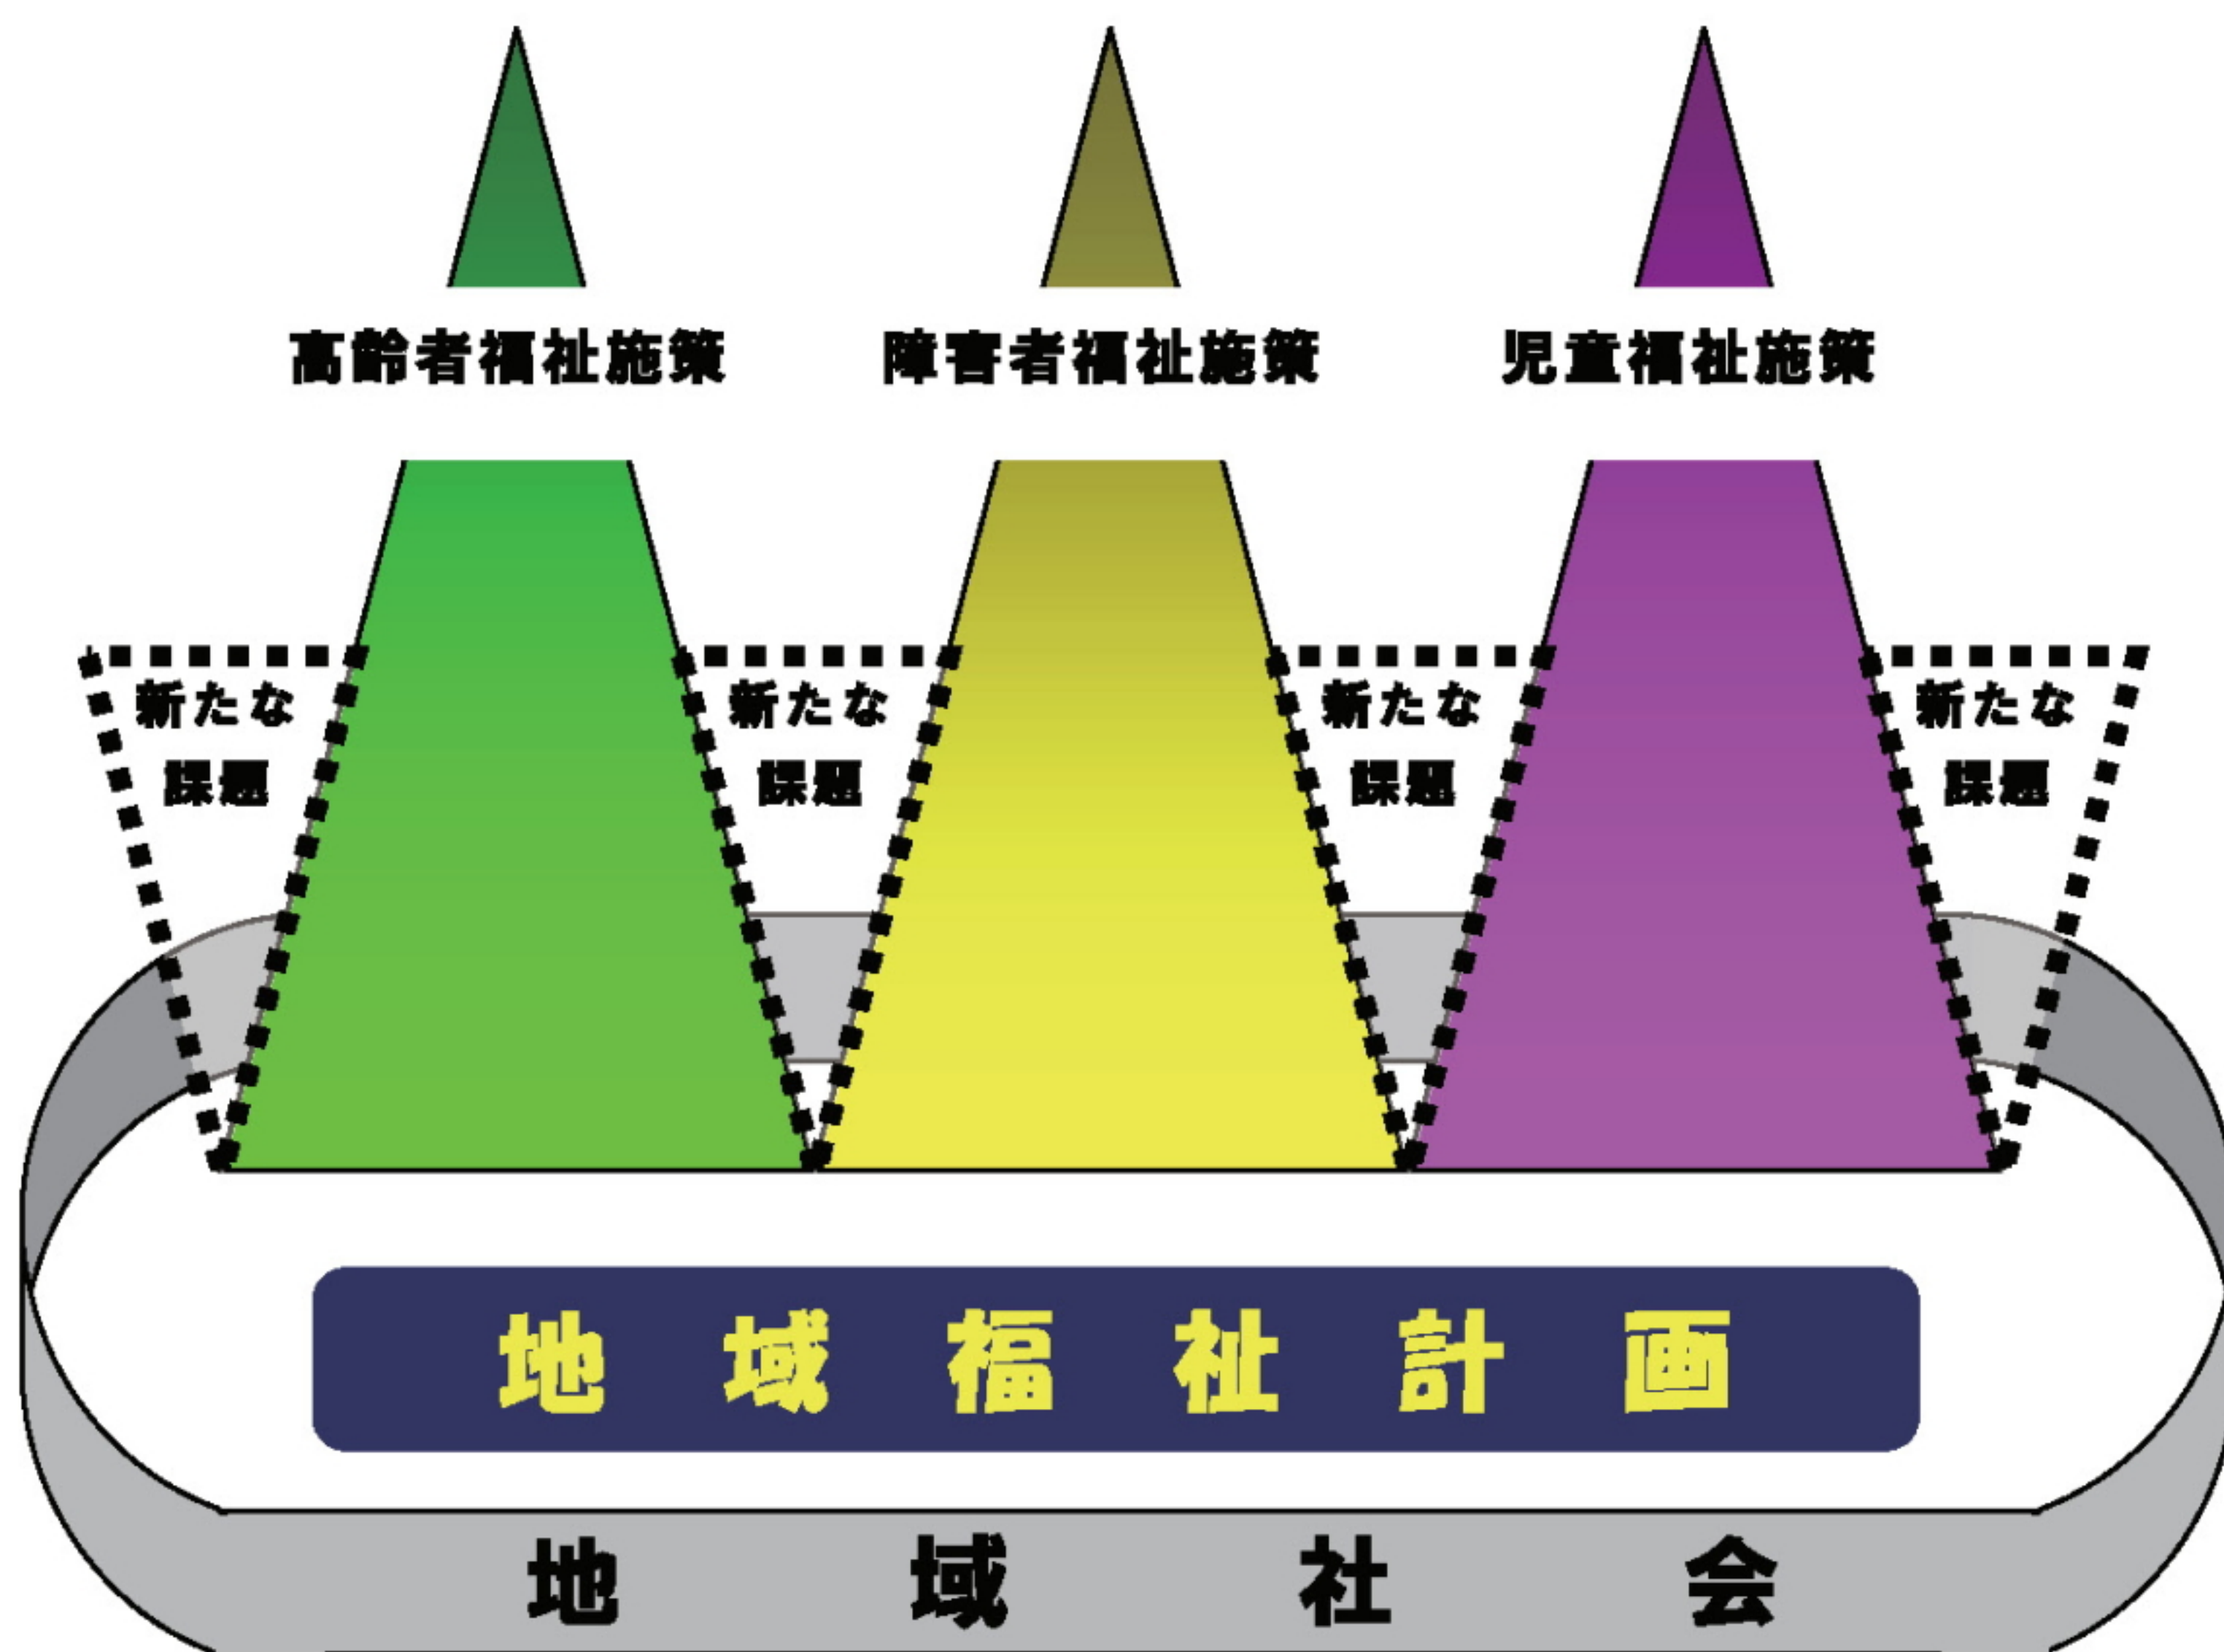 高齢者福祉施策
障害者福祉施策
児童福祉施策
新たな
課題
新たな
課題
新たな
課題
新たな
課題
地域福祉計画
地域社会